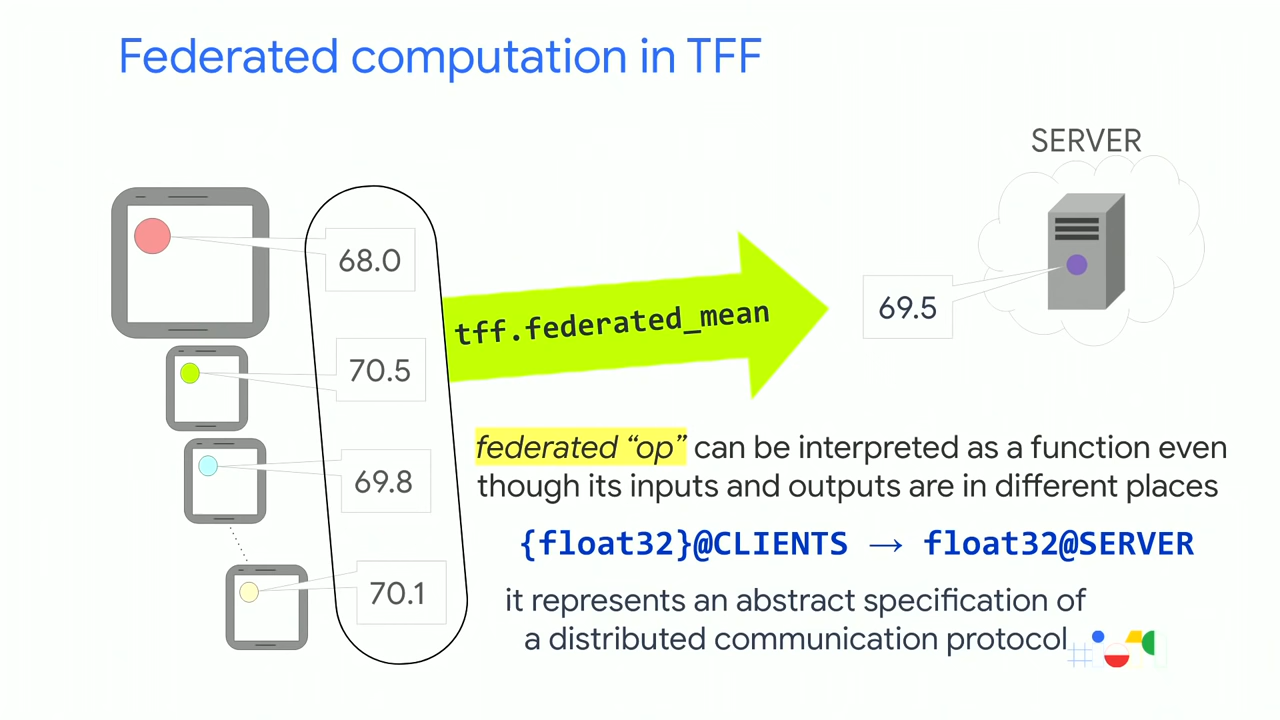 Federated computation in TFF
SERVER
68.0
70.5
69.8
70.1
tff.federated_mean
69.5
federated “op” can be interpreted as a function even
though its inputs and outputs are in different places
{float32}@CLIENTS → float32@SERVER
it represents an abstract specification of
a distributed communication protocol